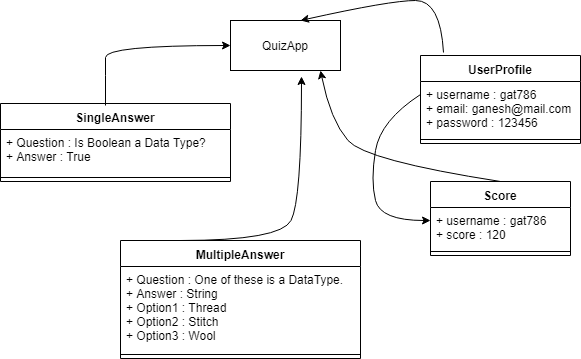 QuizApp
UserProfile
+ username : gat786
+ email: ganesh@mail.com
+ password : 123456
SingleAnswer
+ Question : Is Boolean a Data Type?
+ Answer : True
Score
+ username : gat786
+ score : 120
MultipleAnswer
+ Question : One of these is a DataType.
+ Answer : String
+ Option1 : Thread
+ Option2 : Stitch
+ Option3 : Wool